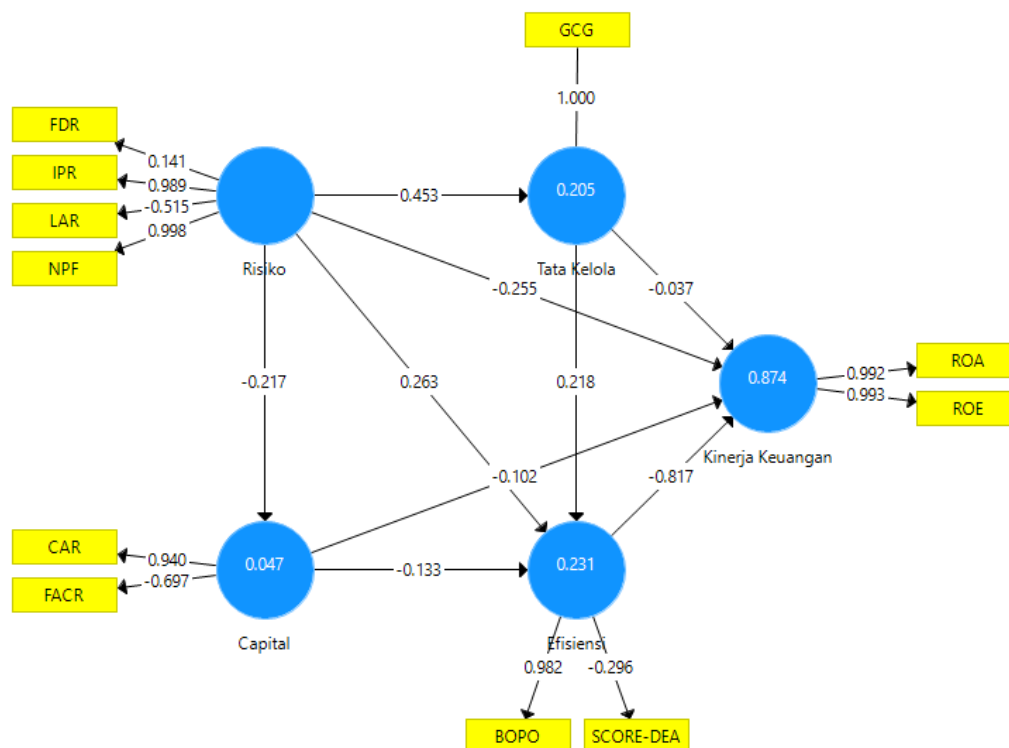 GCG
1.000
FDR
IPR
LAR
NPF
0.141
0.989
-0.515
0.998
Risiko
0.453
0.205
Tata Kelola
-0.255
-0.037
-0.217
0.263
0.218
0.874
Kinerja Keuangan
0.992
0.993
ROA
ROE
-0.102
-0.817
CAR
FACR
0.940
-0.697
0.047
Capital
-0.133
0.231
Efisiensi
0.982
-0.296
BOPO
SCORE-DEA